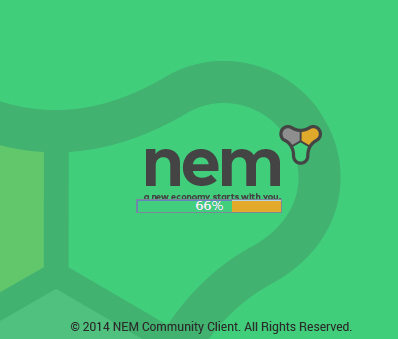 nem
a new economy starts with you.
66%
© 2014 NEM Community Client. All Rights Reserved.